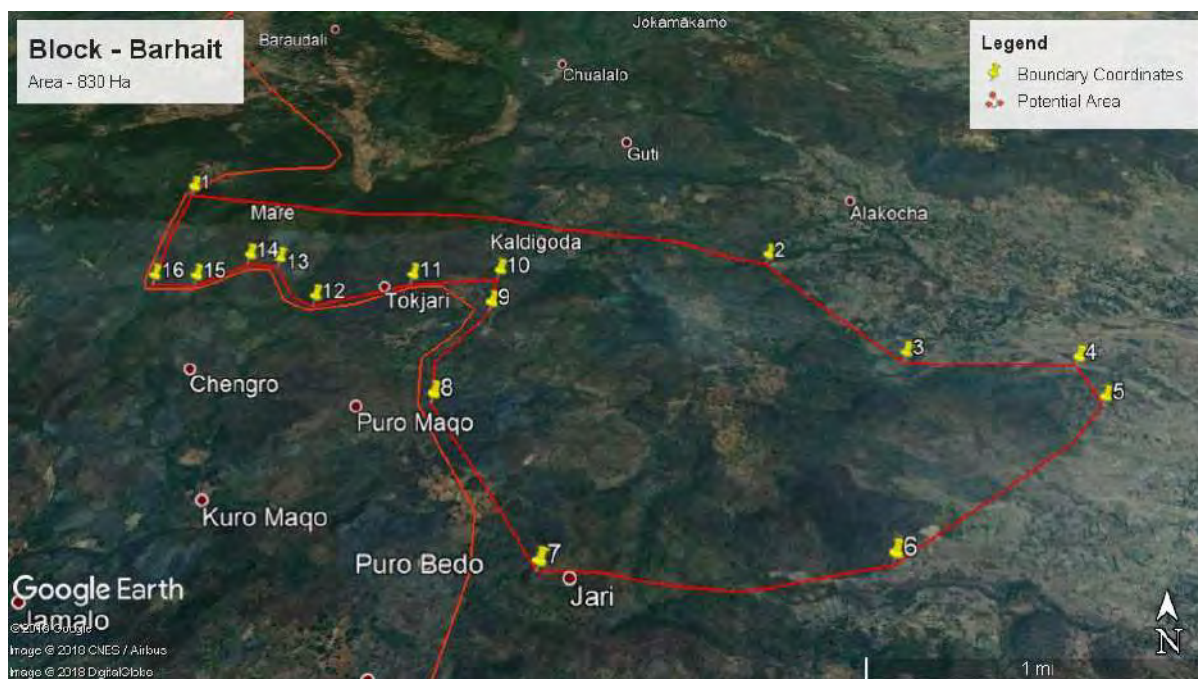 Block - Barhait
Area - 830 Ha
Legend
Boundary Coordinates
Potential Area
Jokamakamo
Baraudali
Chualalo
Guti
1
Alakocha
Mare
Kaldigoda
2
14
13
10
16
15
11
12
Tokjari
9
3
4
Chengro
8
5
Puro Maqo
Kuro Maqo
6
7
Puro Bedo
Jari
Google Earth
Jamalo
© 2018 Google
Image © 2018 CNES / Airbus
Image © 2018 DigitalGlobe
N
1 mi